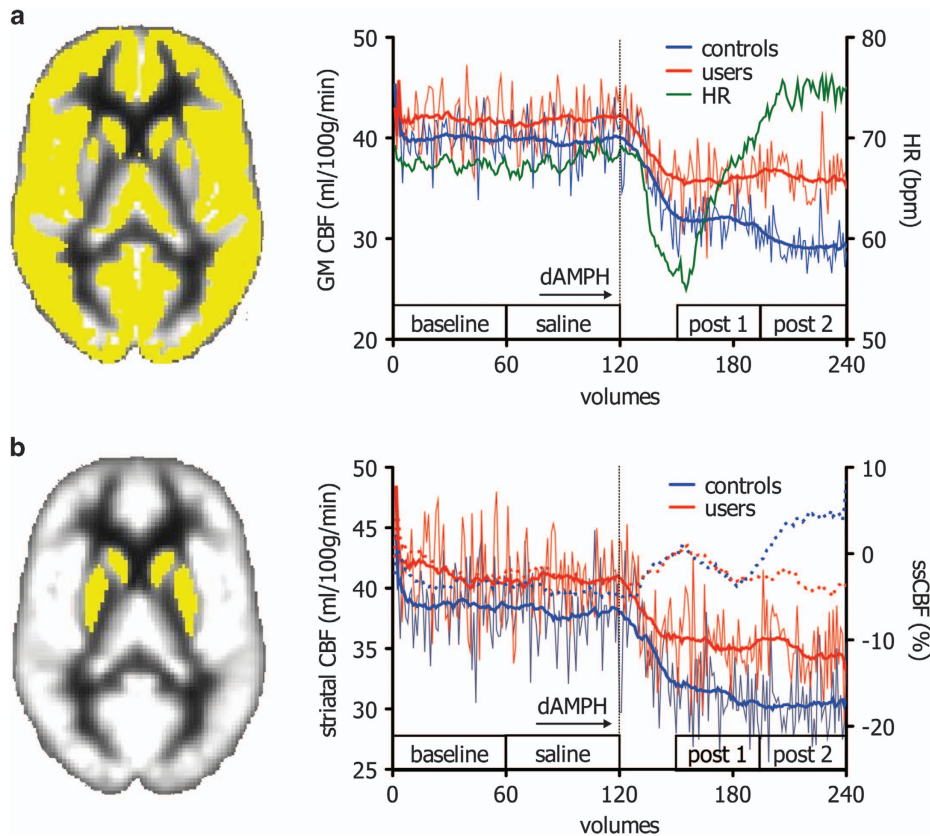 a
GM CBF (ml/100g/min)
50
40
30
20
controls
users
HR
80
70
60
50
HR (bpm)
dAMPH
baseline
saline
post 1
post 2
0
60
120
180
240
volumes
b
striatal CBF (ml/100g/min)
50
45
40
35
30
25
controls
users
10
0
-10
-20
ssCBF (%)
dAMPH
baseline
saline
post 1
post 2
0
60
120
180
240
volumes